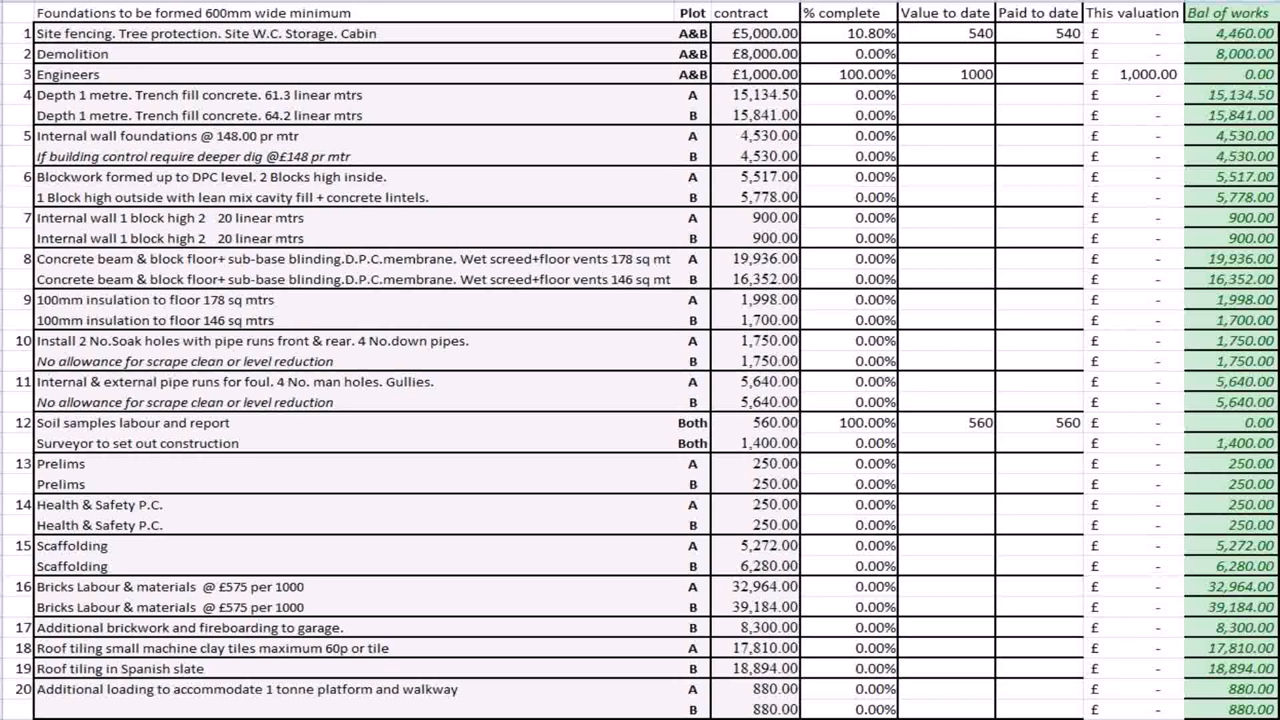 Foundations to be formed 600mm wide minimum Plot contract % complete Value to date Paid to date This valuation Bal of works
1 Site fencing. Tree protection. Site W.C. Storage. Cabin A&B £5,000.00 10.80% 540 540 £ - 4,460.00
2 Demolition A&B £8,000.00 0.00% £ - 8,000.00
3 Engineers A&B £1,000.00 100.00% 1000 £ 1,000.00 0.00
4 Depth 1 metre. Trench fill concrete. 61.3 linear mtrs A 15,134.50 0.00% £ - 15,134.50
Depth 1 metre. Trench fill concrete. 64.2 linear mtrs B 15,841.00 0.00% £ - 15,841.00
5 Internal wall foundations @ 148.00 pr mtr A 4,530.00 0.00% £ - 4,530.00
If building control require deeper dig @£148 pr mtr B 4,530.00 0.00% £ - 4,530.00
6 Blockwork formed up to DPC level. 2 Blocks high inside. A 5,517.00 0.00% £ - 5,517.00
1 Block high outside with lean mix cavity fill + concrete lintels. B 5,778.00 0.00% £ - 5,778.00
7 Internal wall 1 block high 2 20 linear mtrs A 900.00 0.00% £ - 900.00
Internal wall 1 block high 2 20 linear mtrs B 900.00 0.00% £ - 900.00
8 Concrete beam & block floor+ sub-base blinding.D.P.C.membrane. Wet screed+floor vents 178 sq mt A 19,936.00 0.00% £ - 19,936.00
Concrete beam & block floor+ sub-base blinding.D.P.C.membrane. Wet screed+floor vents 146 sq mt B 16,352.00 0.00% £ - 16,352.00
9 100mm insulation to floor 178 sq mtrs A 1,998.00 0.00% £ - 1,998.00
100mm insulation to floor 146 sq mtrs B 1,700.00 0.00% £ - 1,700.00
10 Install 2 No.Soak holes with pipe runs front & rear. 4 No.down pipes. A 1,750.00 0.00% £ - 1,750.00
No allowance for scrape clean or level reduction B 1,750.00 0.00% £ - 1,750.00
11 Internal & external pipe runs for foul. 4 No. man holes. Gullies. A 5,640.00 0.00% £ - 5,640.00
No allowance for scrape clean or level reduction B 5,640.00 0.00% £ - 5,640.00
12 Soil samples labour and report Both 560.00 100.00% 560 560 £ - 0.00
Surveyor to set out construction Both 1,400.00 0.00% £ - 1,400.00
13 Prelims A 250.00 0.00% £ - 250.00
Prelims B 250.00 0.00% £ - 250.00
14 Health & Safety P.C. A 250.00 0.00% £ - 250.00
Health & Safety P.C. B 250.00 0.00% £ - 250.00
15 Scaffolding A 5,272.00 0.00% £ - 5,272.00
Scaffolding B 6,280.00 0.00% £ - 6,280.00
16 Bricks Labour & materials @ £575 per 1000 A 32,964.00 0.00% £ - 32,964.00
Bricks Labour & materials @ £575 per 1000 B 39,184.00 0.00% £ - 39,184.00
17 Additional brickwork and fireboarding to garage. B 8,300.00 0.00% £ - 8,300.00
18 Roof tiling small machine clay tiles maximum 60p or tile A 17,810.00 0.00% £ - 17,810.00
19 Roof tiling in Spanish slate B 18,894.00 0.00% £ - 18,894.00
20 Additional loading to accommodate 1 tonne platform and walkway A 880.00 0.00% £ - 880.00
B 880.00 0.00% £ - 880.00